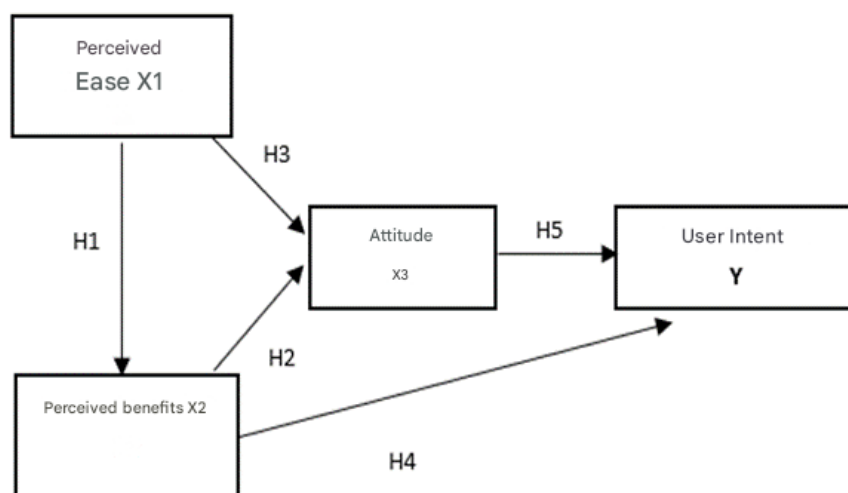 Perceived
Ease X1
H3
H1
Attitude
X3
H5
User Intent
Y
H2
Perceived benefits X2
H4